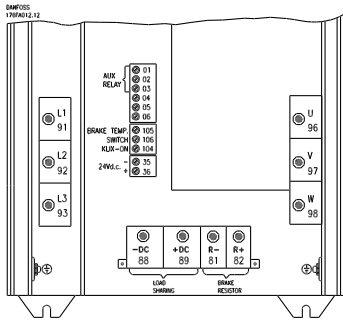 DANFOSS
178FA012.12
AUX
RELAY
01
02
03
04
05
06
BRAKE TEMP.
SWITCH
KLIX-ON
105
106
104
24Vd.c.
- 35
+ 36
L1
91
L2
92
L3
93
U
96
V
97
W
98
-DC
88
+DC
89
R-
81
R+
82
LOAD
SHARING
BRAKE
RESISTOR